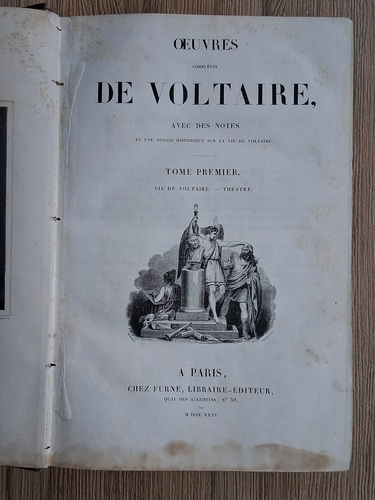 ŒUVRES
COMPLÈTES
DE VOLTAIRE,
AVEC DES NOTES
ET UNE NOTICE HISTORIQUE SUR LA VIE DE VOLTAIRE.
TOME PREMIER.
VIE DE VOLTAIRE. — THEATRE.
A PARIS,
CHEZ FURNE, LIBRAIRE-ÉDITEUR,
QUAI DES AUGUSTINS, Nº 39.
M DCCC XXXV.